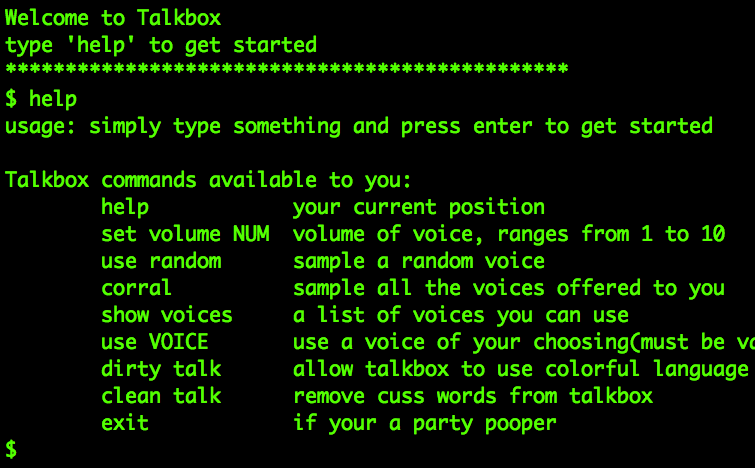 Welcome to Talkbox
type 'help' to get started
***********************************************
$ help
usage: simply type something and press enter to get started
Talkbox commands available to you:
help your current position
set volume NUM volume of voice, ranges from 1 to 10
use random sample a random voice
corral sample all the voices offered to you
show voices a list of voices you can use
use VOICE use a voice of your choosing(must be
dirty talk allow talkbox to use colorful language
clean talk remove cuss words from talkbox
exit if your a party pooper
$